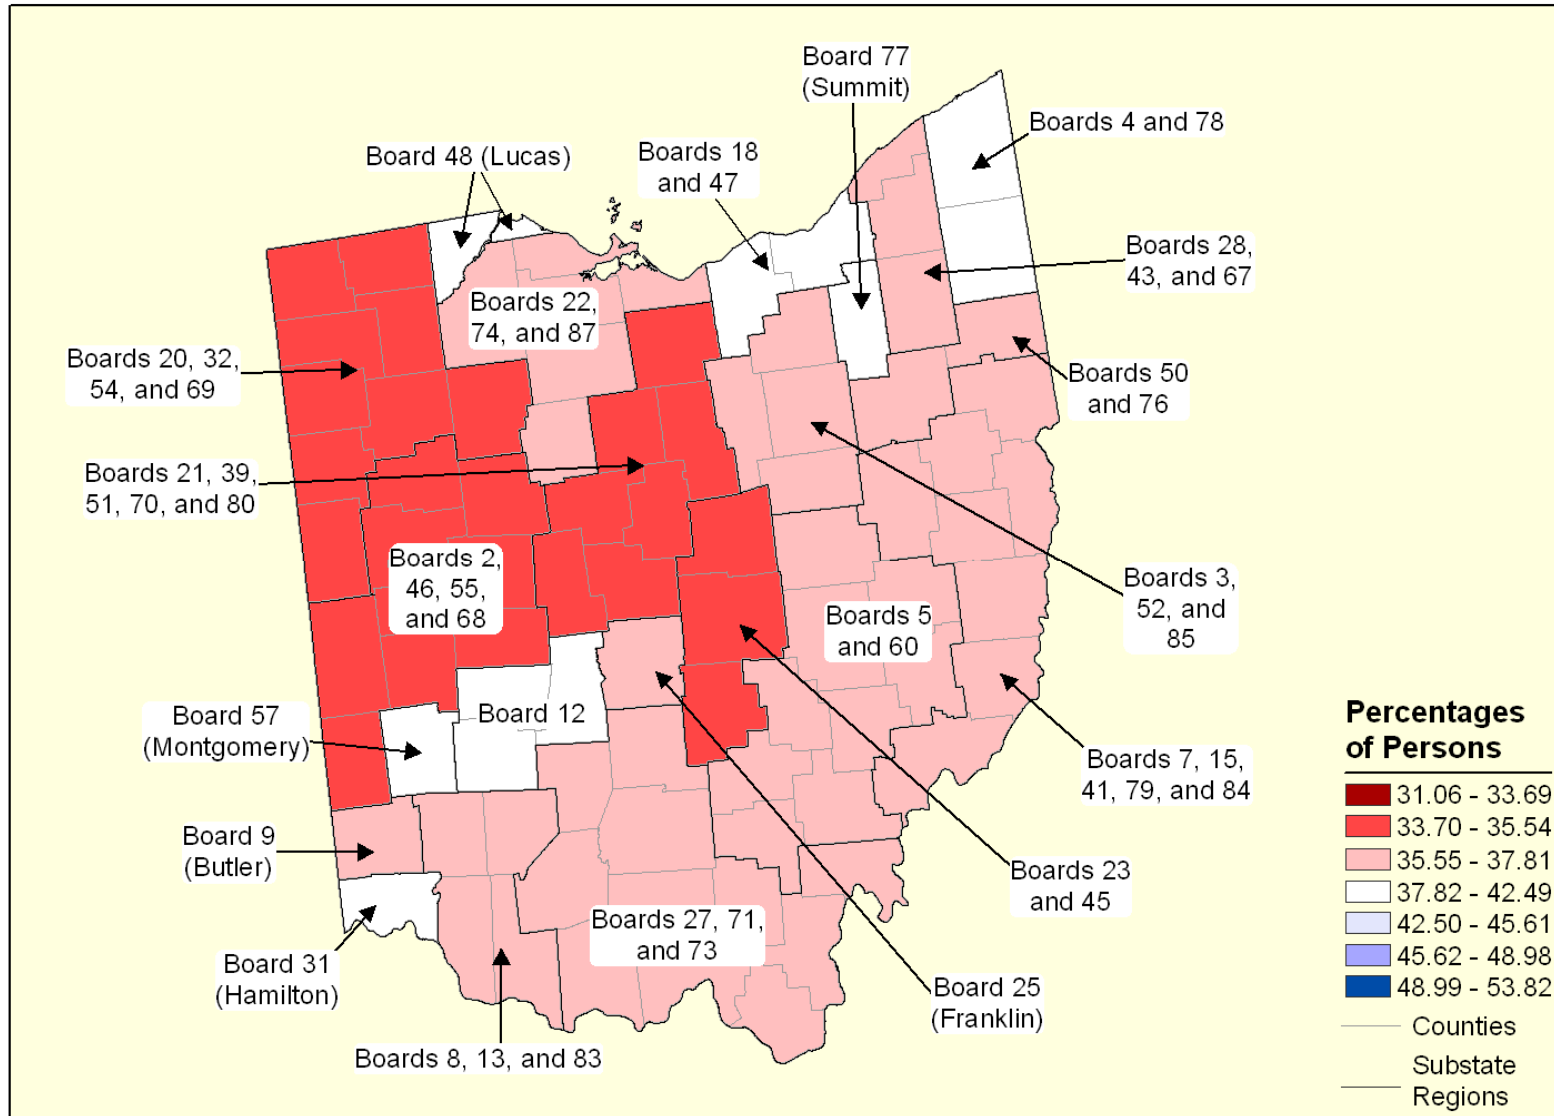 Board 77
(Summit)
Boards 4 and 78
Board 48 (Lucas)
Boards 18
and 47
Boards 28,
43, and 67
Boards 22,
74, and 87
Boards 20, 32,
54, and 69
Boards 50
and 76
Boards 21, 39,
51, 70, and 80
Boards 2,
46, 55,
and 68
Boards 3,
52, and
85
Boards 5
and 60
Board 57
(Montgomery)
Board 12
Boards 7, 15,
41, 79, and 84
Board 9
(Butler)
Boards 23
and 45
Boards 27, 71,
and 73
Board 31
(Hamilton)
Board 25
(Franklin)
Boards 8, 13, and 83
Percentages
of Persons
31.06 - 33.69
33.70 - 35.54
35.55 - 37.81
37.82 - 42.49
42.50 - 45.61
45.62 - 48.98
48.99 - 53.82
Counties
Substate
Regions